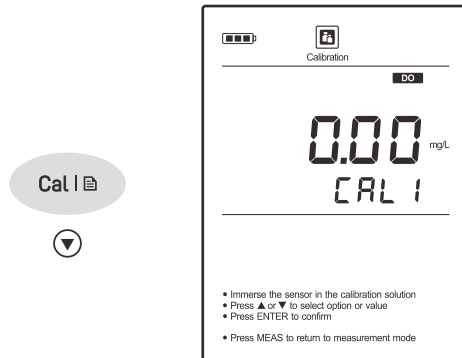 Calibration
DO
0.00 mg/L
CAL 1
Cal |
• Immerse the sensor in the calibration solution
• Press ▲ or ▼ to select option or value
• Press ENTER to confirm
• Press MEAS to return to measurement mode